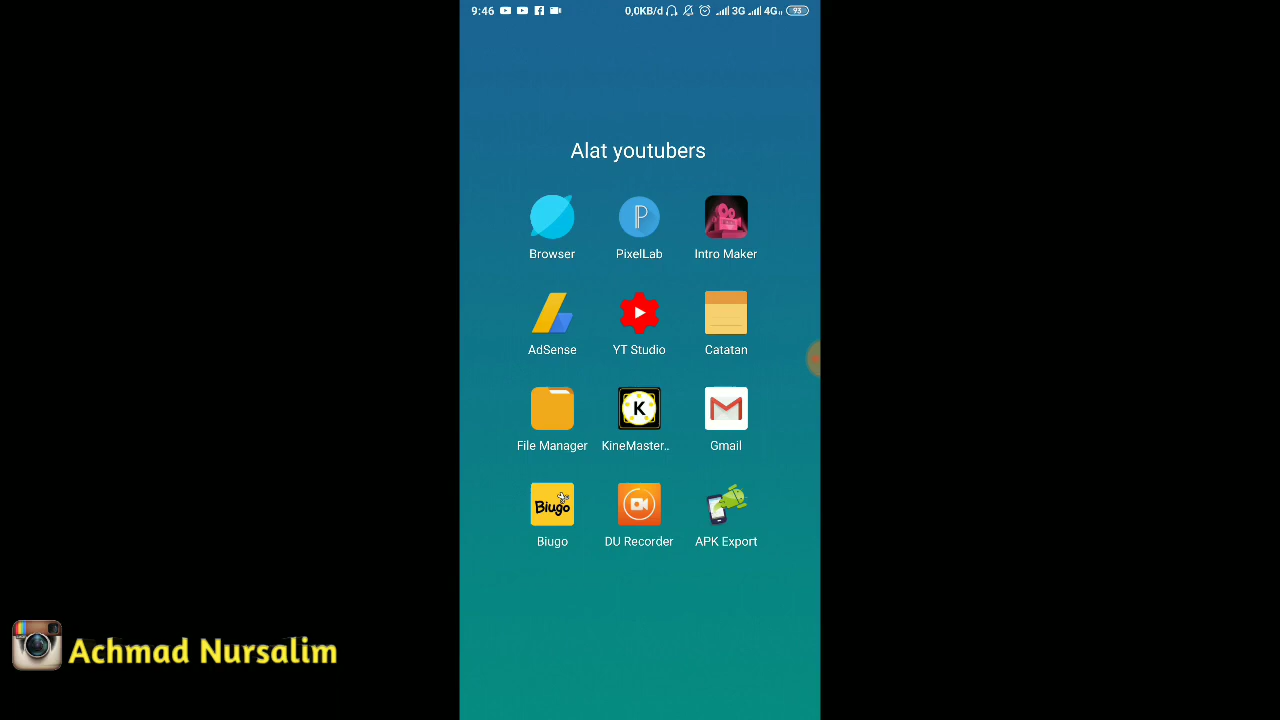 9:46 0,0KB/d 3G 4G 93
Alat youtubers
P
Browser PixelLab Intro Maker
AdSense YT Studio Catatan
K
File Manager KineMaster.. Gmail
Biugo
Biugo DU Recorder APK Export
Achmad Nursalim